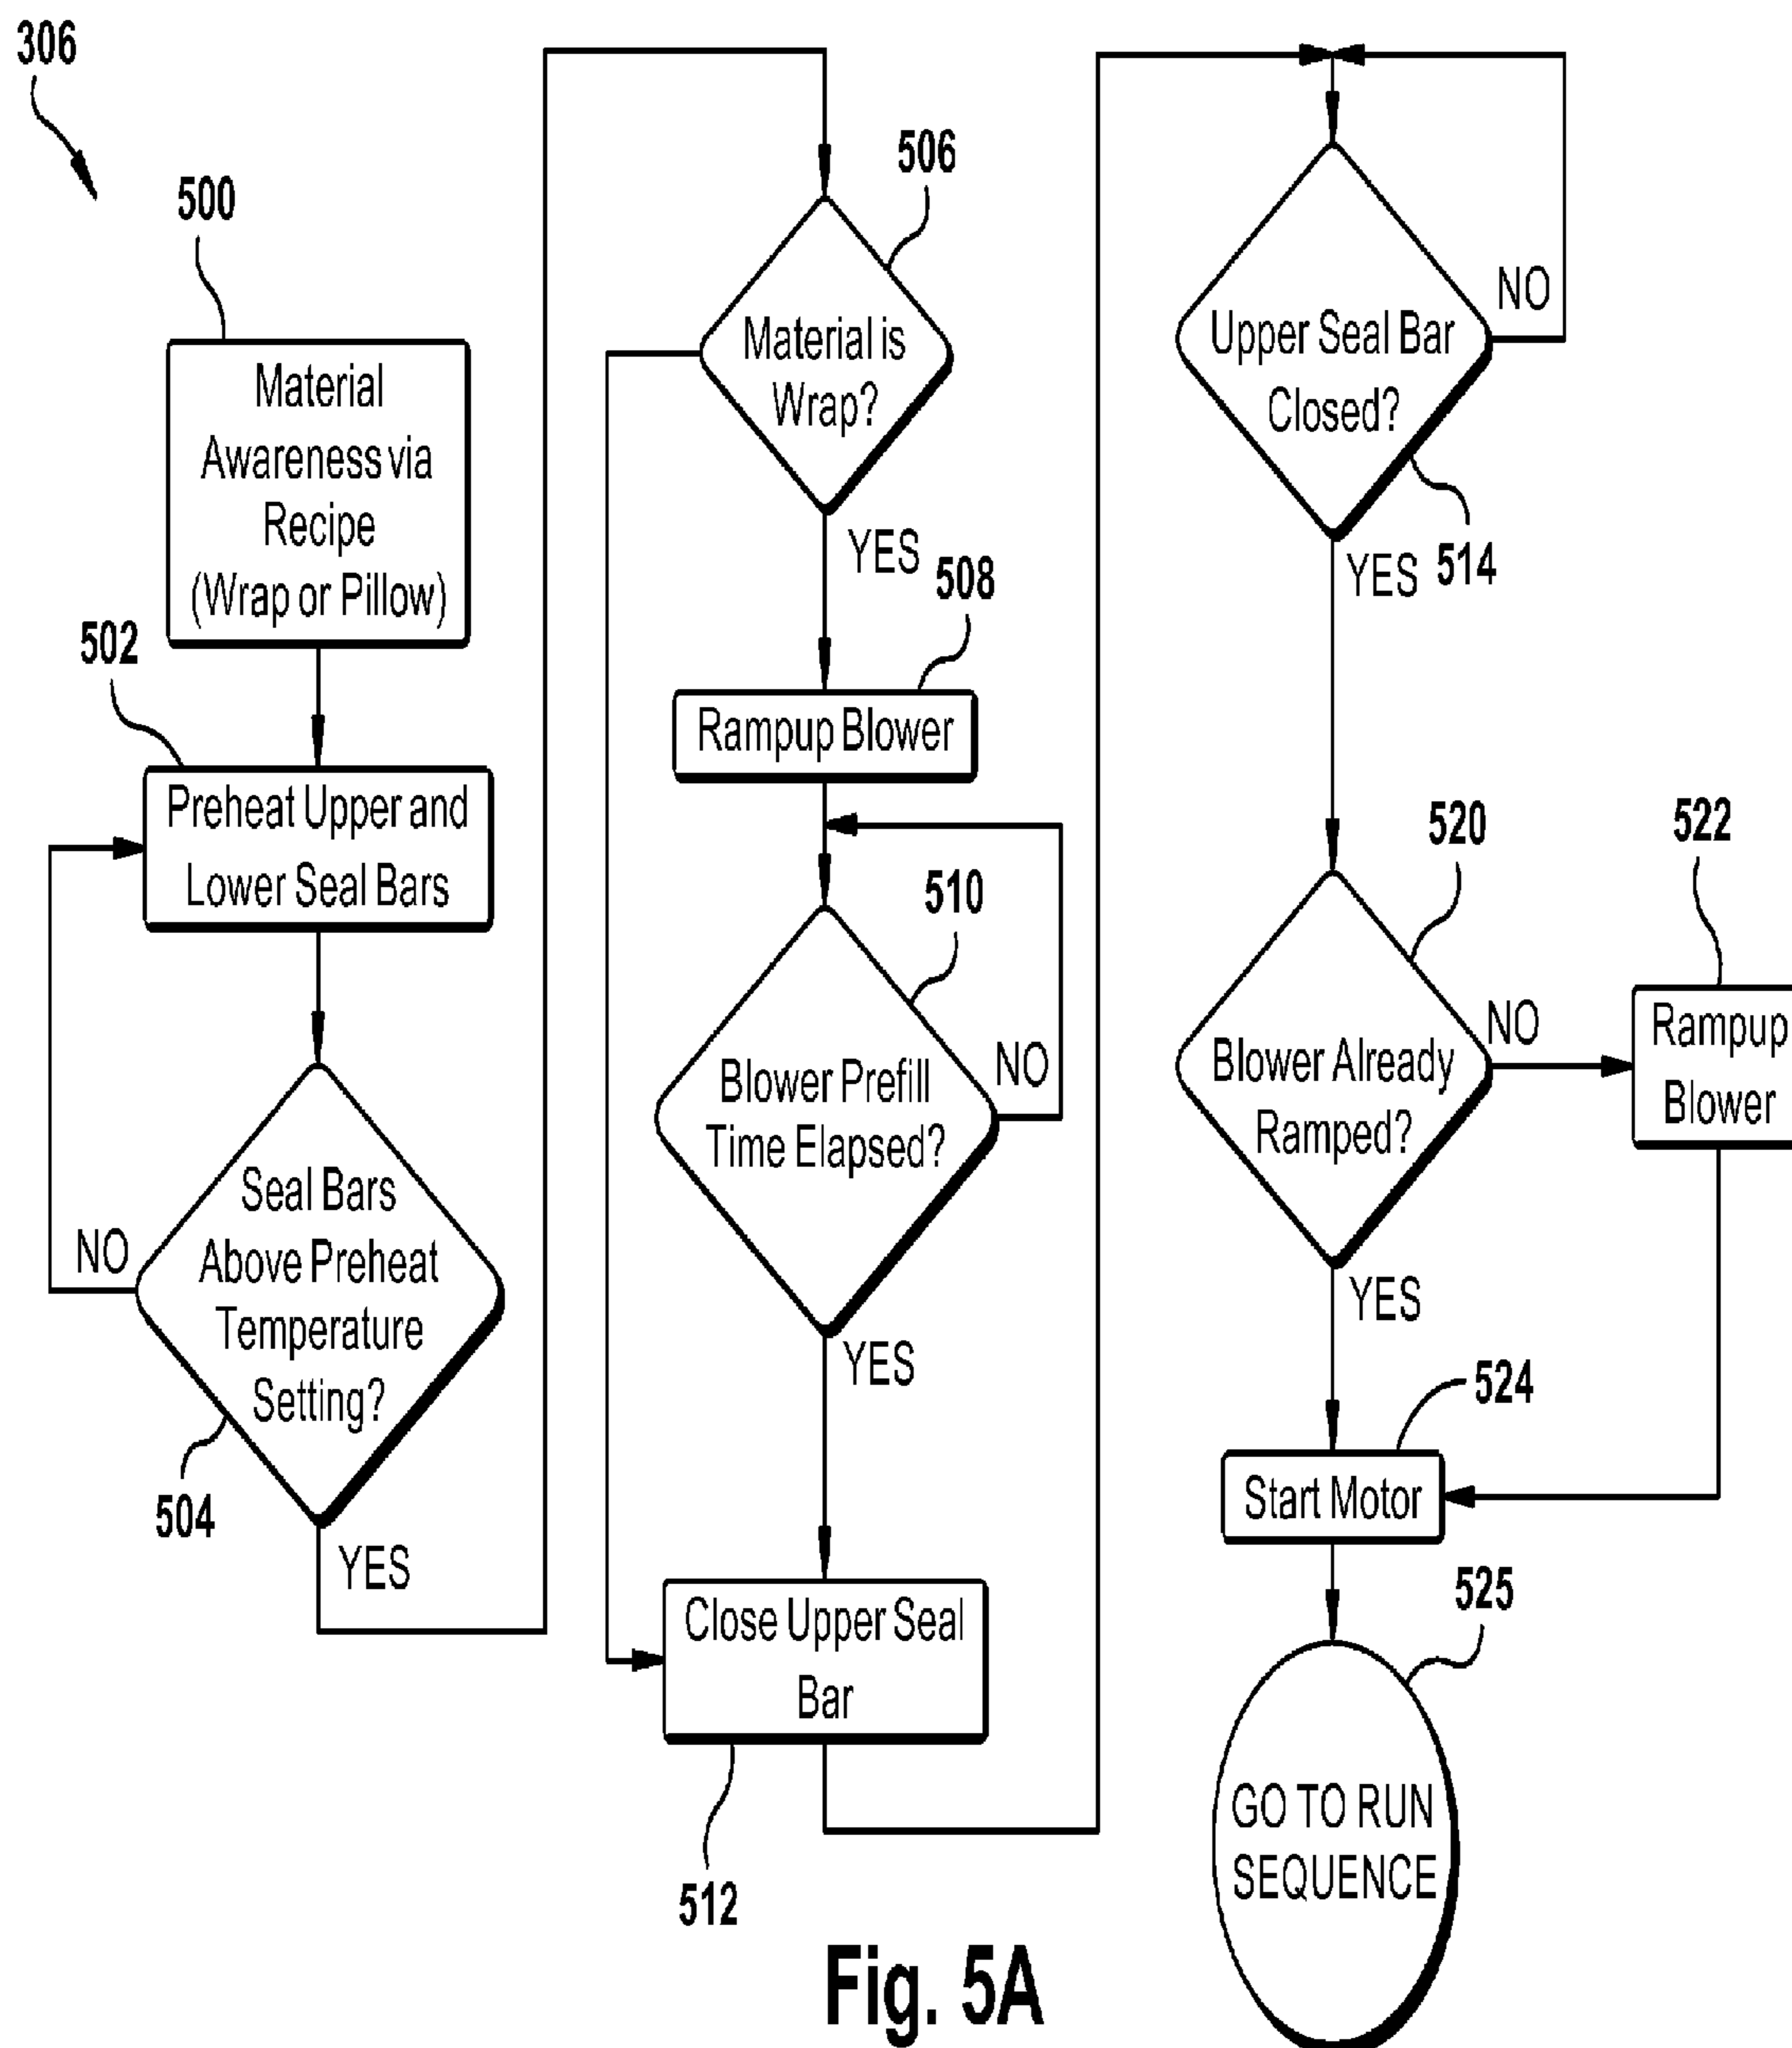 306
500
Material
Awareness via
Recipe
(Wrap or Pillow)
502
Preheat Upper and
Lower Seal Bars
Seal Bars
Above Preheat
Temperature
Setting?
NO
504
YES
506
Material is
Wrap?
YES
508
Rampup Blower
510
Blower Prefill
Time Elapsed?
NO
YES
Close Upper Seal
Bar
512
Upper Seal Bar
Closed?
NO
YES
514
520
Blower Already
Ramped?
NO
522
Rampup
Blower
YES
524
Start Motor
525
GO TO RUN
SEQUENCE
Fig. 5A